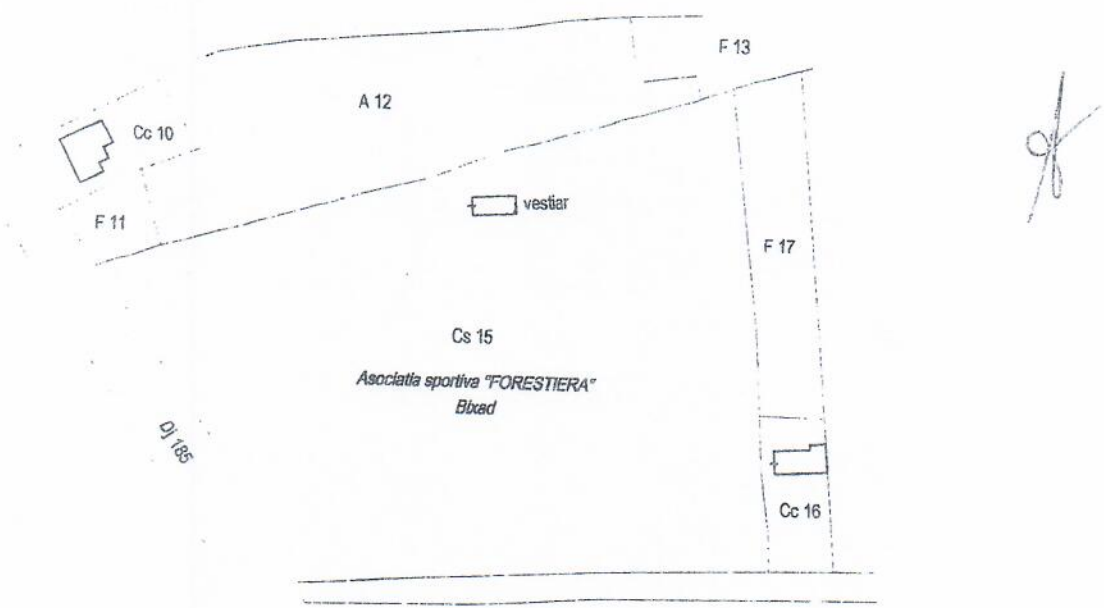 F 13
A 12
Cc 10
vestiar
F 11
F 17
Cs 15
Asociatia sportiva "FORESTIERA"
Bixad
Dj 185
Cc 16